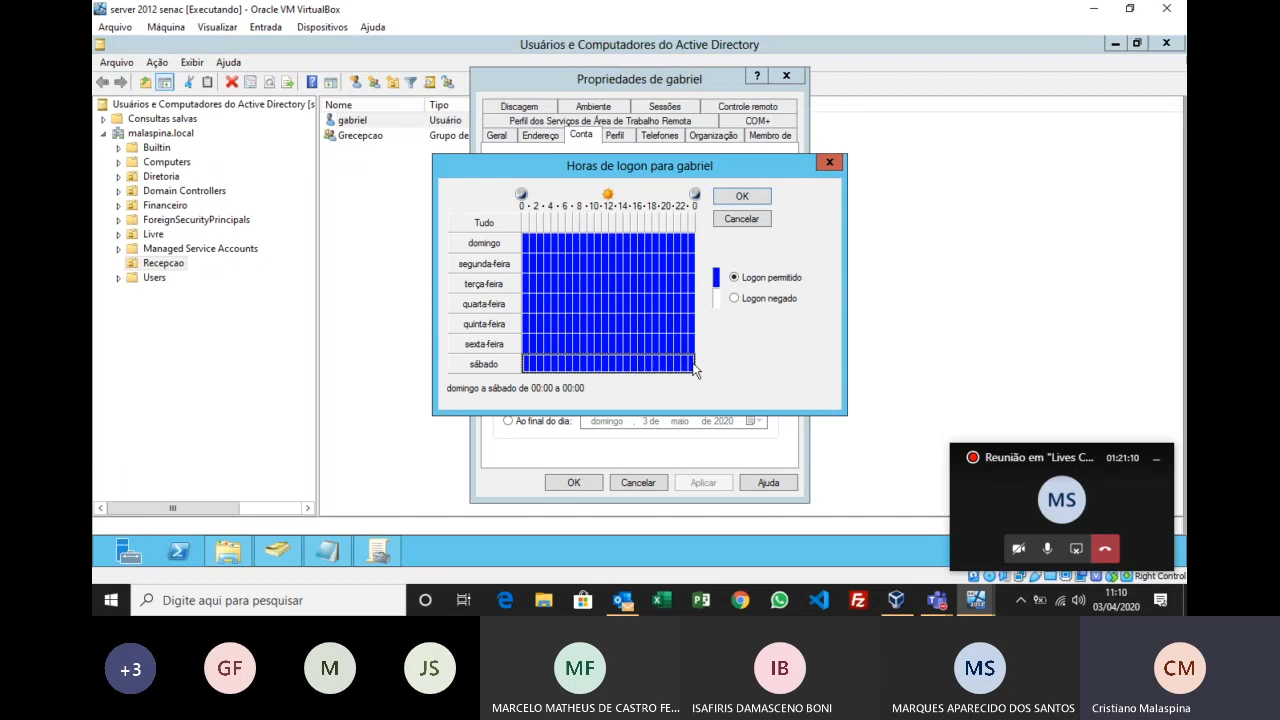 server 2012 senac [Executando] - Oracle VM VirtualBox
Arquivo Máquina Visualizar Entrada Dispositivos Ajuda
Usuários e Computadores do Active Directory
Arquivo Ação Exibir Ajuda
Usuários e Computadores do Active Directory [s
Consultas salvas
malaspina.local
Builtin
Computers
Diretoria
Domain Controllers
Financeiro
ForeignSecurityPrincipals
Livre
Managed Service Accounts
Recepcao
Users
Nome Tipo
gabriel Usuário
Grecepcao Grupo de
Propriedades de gabriel ?
Discagem Ambiente Sessões Controle remoto
Perfil dos Serviços de Área de Trabalho Remota COM+
Geral Endereço Conta Perfil Telefones Organização Membro de
Horas de logon para gabriel
0 · 2 · 4 · 6 · 8 · 10 · 12 · 14 · 16 · 18 · 20 · 22 · 0
Tudo
domingo
segunda-feira
terça-feira
quarta-feira
quinta-feira
sexta-feira
sábado
domingo a sábado de 00:00 a 00:00
OK
Cancelar
Logon permitido
Logon negado
Ao final do dia: domingo , 3 de maio de 2020
OK Cancelar Aplicar Ajuda
Reunião em "Lives C... 01:21:10
MS
Right Control
Digite aqui para pesquisar
11:10
03/04/2020
+3 GF M JS MF IB MS CM
MARCELO MATHEUS DE CASTRO FE... ISAFIRIS DAMASCENO BONI MARQUES APARECIDO DOS SANTOS Cristiano Malaspina